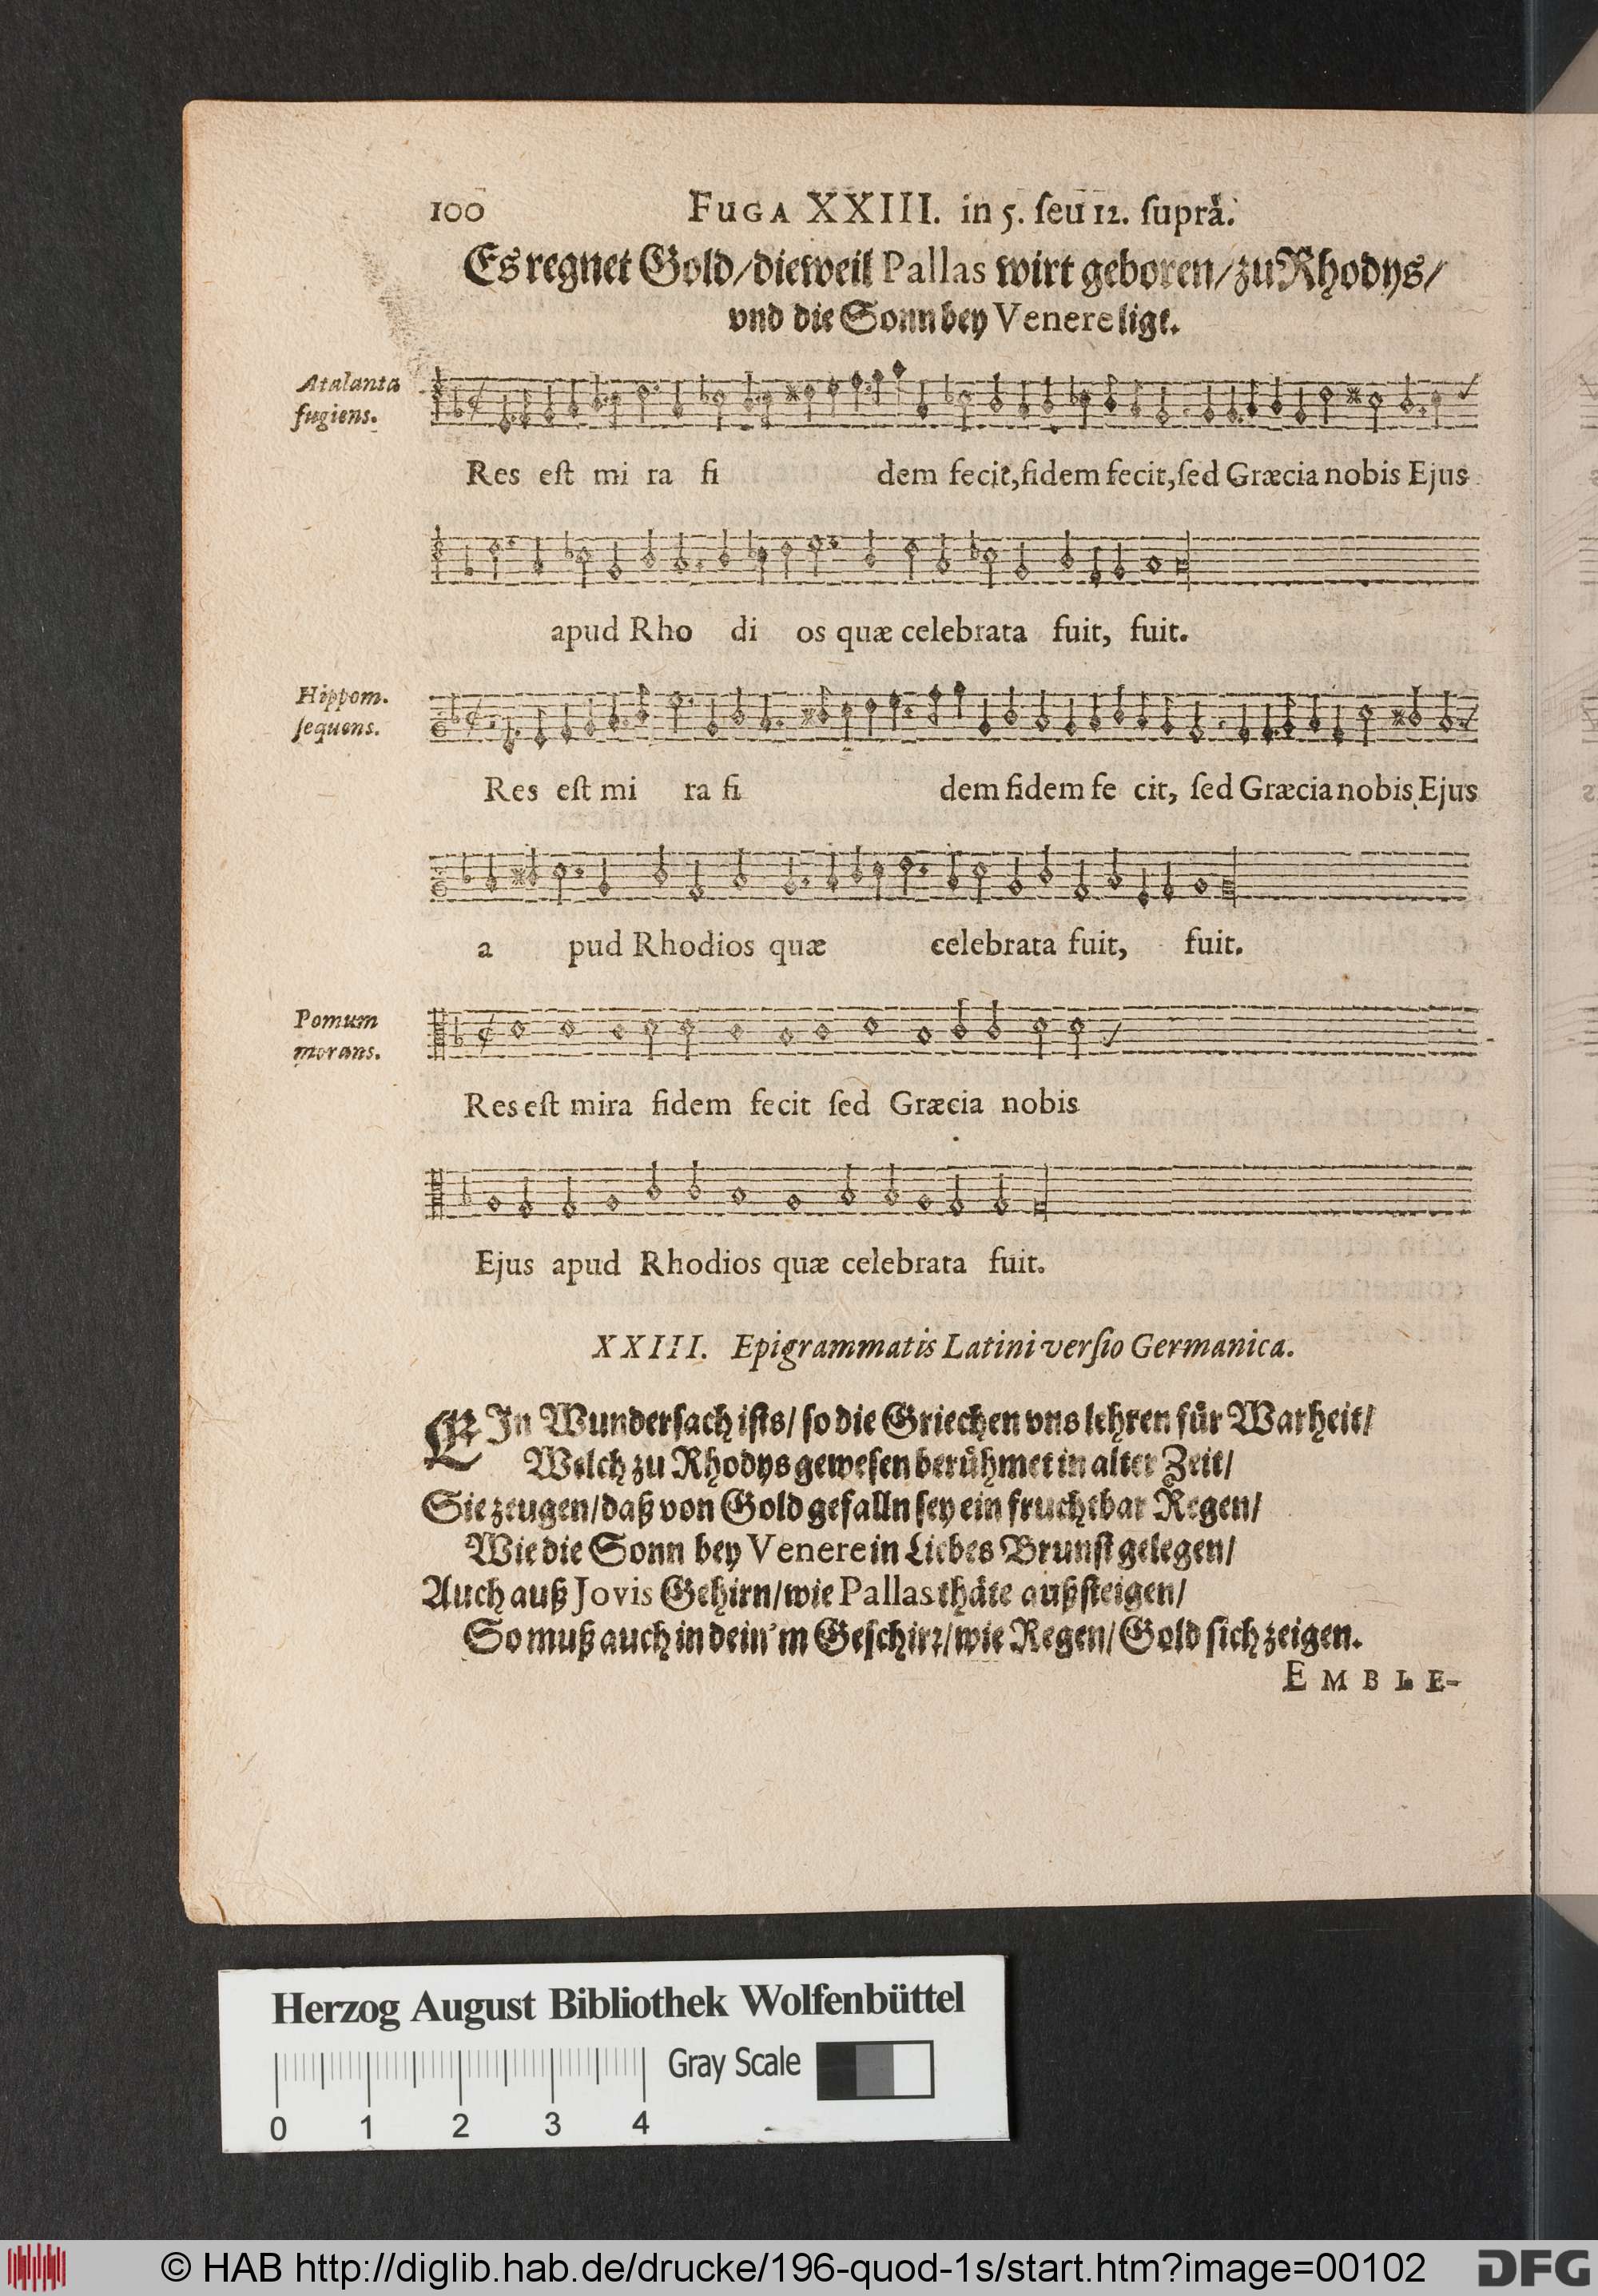 100 FUGA XXIII. in 5. ſeu 12. ſuprà.
Es regnet Gold/dieweil Pallas wirt geboren/zu Rhodys/
vnd die Sonn bey Venere ligt.
Atalanta
fugiens.
Res eſt mi ra fi dem fecit,fidem fecit,ſed Græcia nobis Ejus
apud Rho di os quæ celebrata fuit, fuit.
Hippom.
ſequens.
Res eſt mi ra fi dem fidem fe cit, ſed Græcia nobis Ejus
a pud Rhodios quæ celebrata fuit, fuit.
Pomum
morans.
Res eſt mira fidem fecit ſed Græcia nobis
Ejus apud Rhodios quæ celebrata fuit.
XXIII. Epigrammatis Latini verſio Germanica.
EIn Wunderſach iſts/ ſo die Griechen vns lehren für Warheit/
Welch zu Rhodys geweſen berühmet in alter Zeit/
Sie zeugen/daß von Gold gefalln ſey ein fruchtbar Regen/
Wie die Sonn bey Venere in Liebes Brunſt gelegen/
Auch auß Jovis Gehirn/wie Pallas thäte außſteigen/
So muß auch in dein'm Geſchirꝛ/wie Regen/Gold ſich zeigen.
EMBLE-
Herzog August Bibliothek Wolfenbüttel
Gray Scale
0 1 2 3 4
© HAB http://diglib.hab.de/drucke/196-quod-1s/start.htm?image=00102 DFG